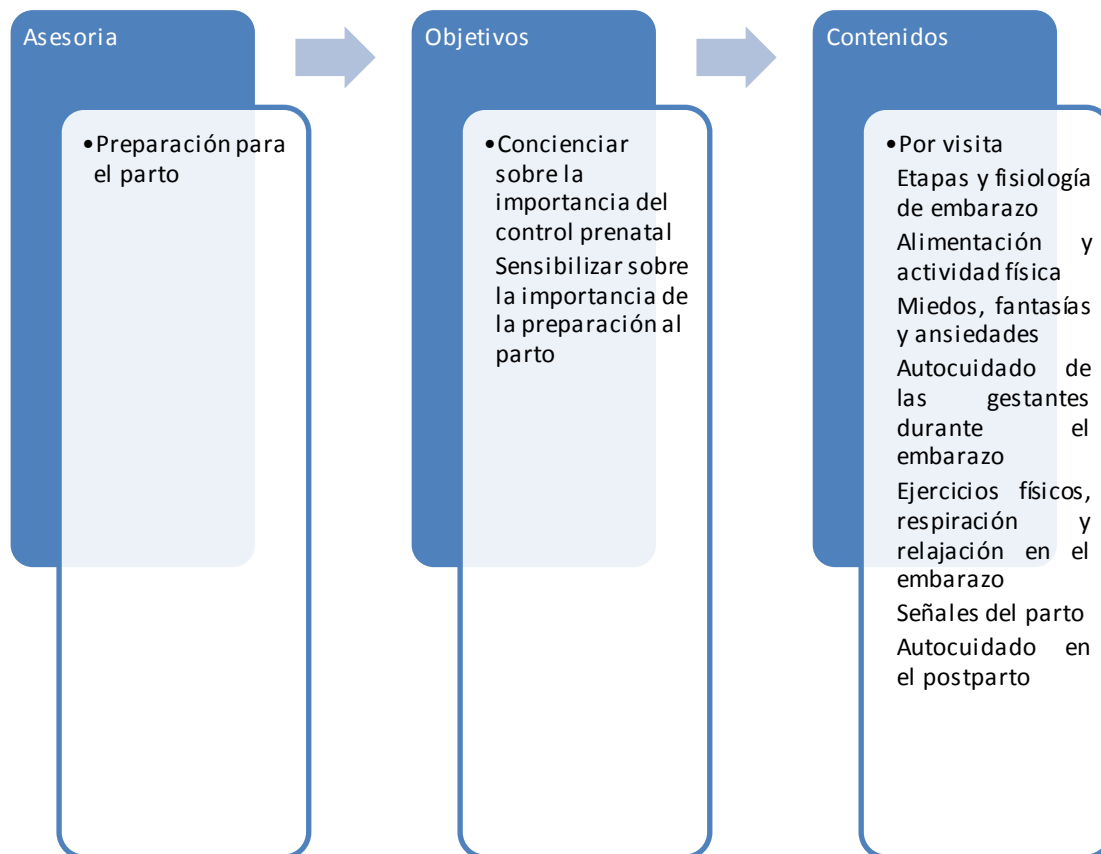 Asesoria
•Preparación para
el parto
Objetivos
•Concienciar
sobre la
importancia del
control prenatal
Sensibilizar sobre
la importancia de
la preparación al
parto
Contenidos
•Por visita
Etapas y fisiología
de embarazo
Alimentación y
actividad física
Miedos, fantasías
y ansiedades
Autocuidado de
las gestantes
durante el
embarazo
Ejercicios físicos,
respiración y
relajación en el
embarazo
Señales del parto
Autocuidado en
el postparto